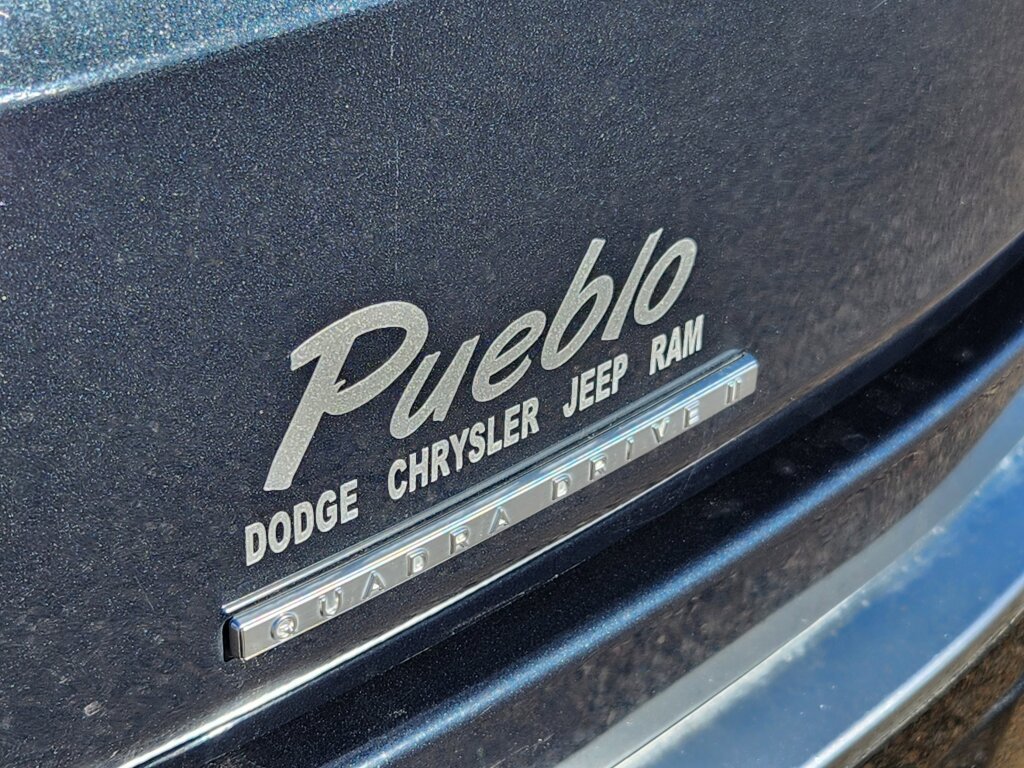 Pueblo
DODGE CHRYSLER JEEP RAM
QUADRA DRIVE II